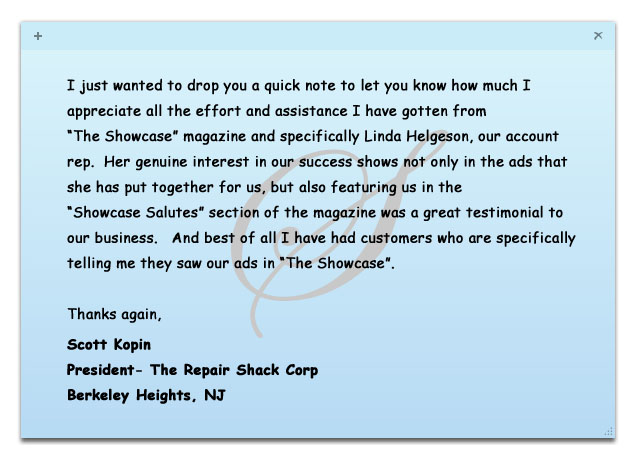 I just wanted to drop you a quick note to let you know how much I
appreciate all the effort and assistance I have gotten from
“The Showcase” magazine and specifically Linda Helgeson, our account
rep.  Her genuine interest in our success shows not only in the ads that
she has put together for us, but also featuring us in the
“Showcase Salutes” section of the magazine was a great testimonial to
our business.   And best of all I have had customers who are specifically
telling me they saw our ads in “The Showcase”.
Thanks again,
Scott Kopin
President- The Repair Shack Corp
Berkeley Heights, NJ